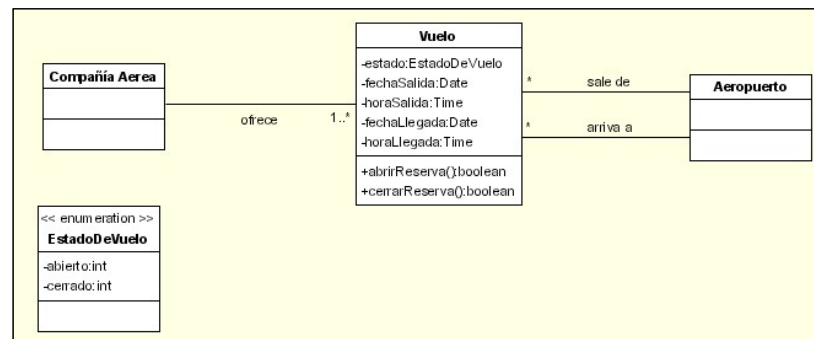 Compañía Aerea
ofrece
1..*
Vuelo
-estado:EstadoDeVuelo
-fechaSalida:Date
-horaSalida:Time
-fechaLlegada:Date
-horaLlegada:Time
+abrirReserva():boolean
+cerrarReserva():boolean
*
sale de
*
arriva a
Aeropuerto
<< enumeration >>
EstadoDeVuelo
-abierto:int
-cerrado:int